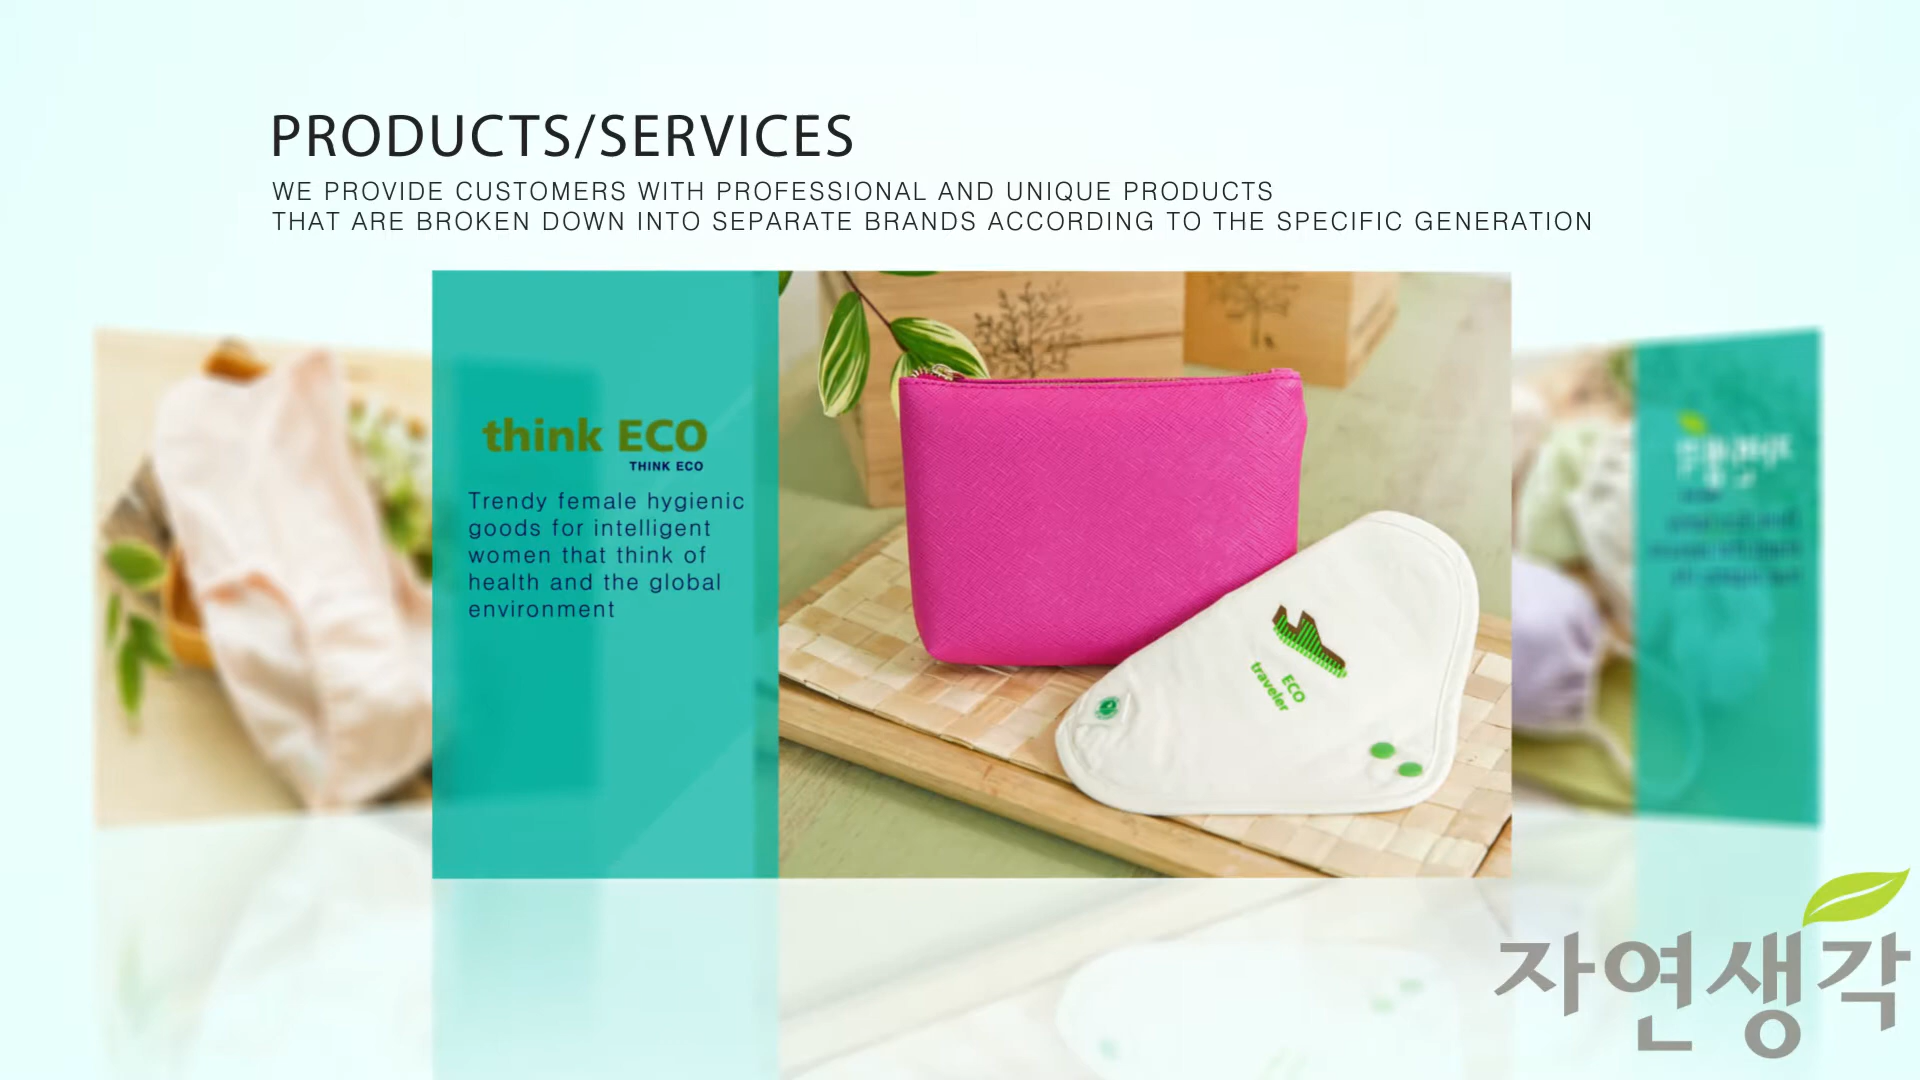 PRODUCTS/SERVICES
WE PROVIDE CUSTOMERS WITH PROFESSIONAL AND UNIQUE PRODUCTS
THAT ARE BROKEN DOWN INTO SEPARATE BRANDS ACCORDING TO THE SPECIFIC GENERATION
think ECO
THINK ECO
Trendy female hygienic
goods for intelligent
women that think of
health and the global
environment
ECO
traveler
자연생각